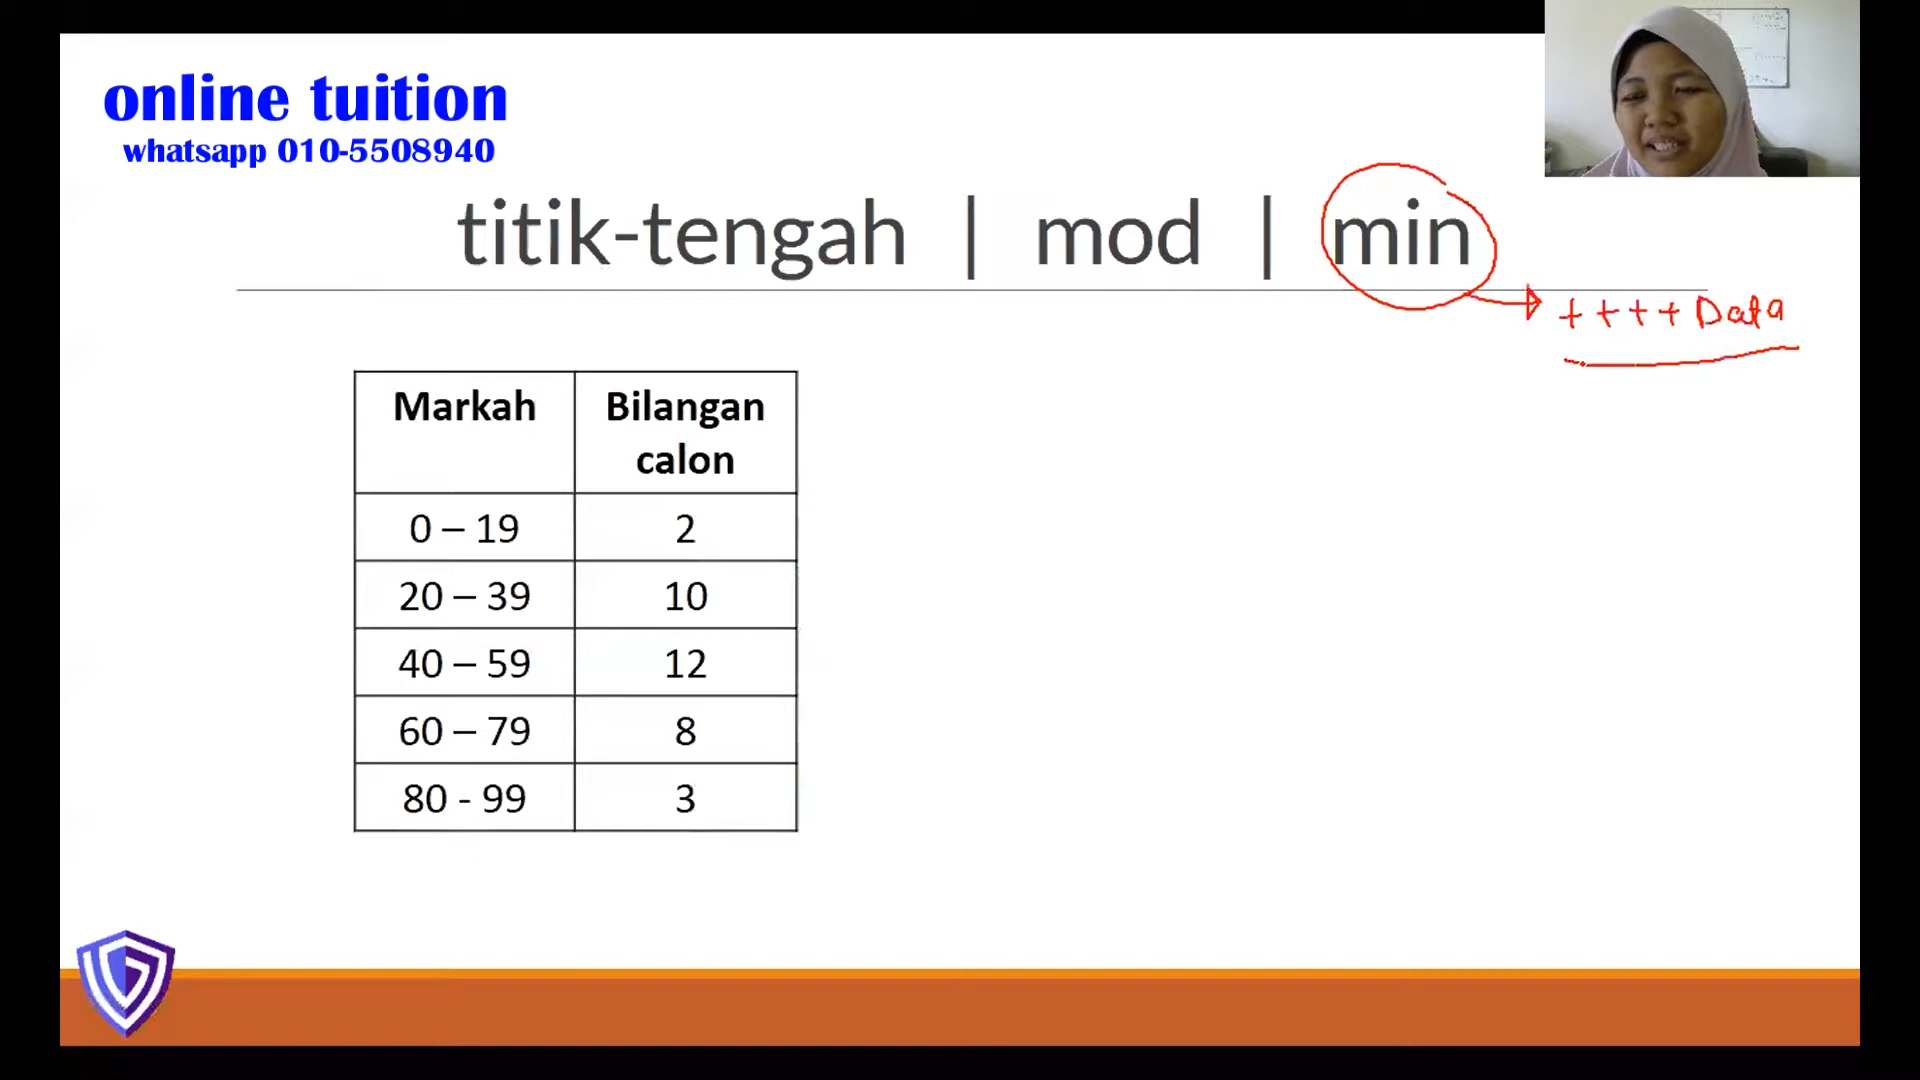 online tuition
whatsapp 010-5508940
titik-tengah | mod | min
++++ Data
Markah Bilangan calon
0 – 19 2
20 – 39 10
40 – 59 12
60 – 79 8
80 - 99 3